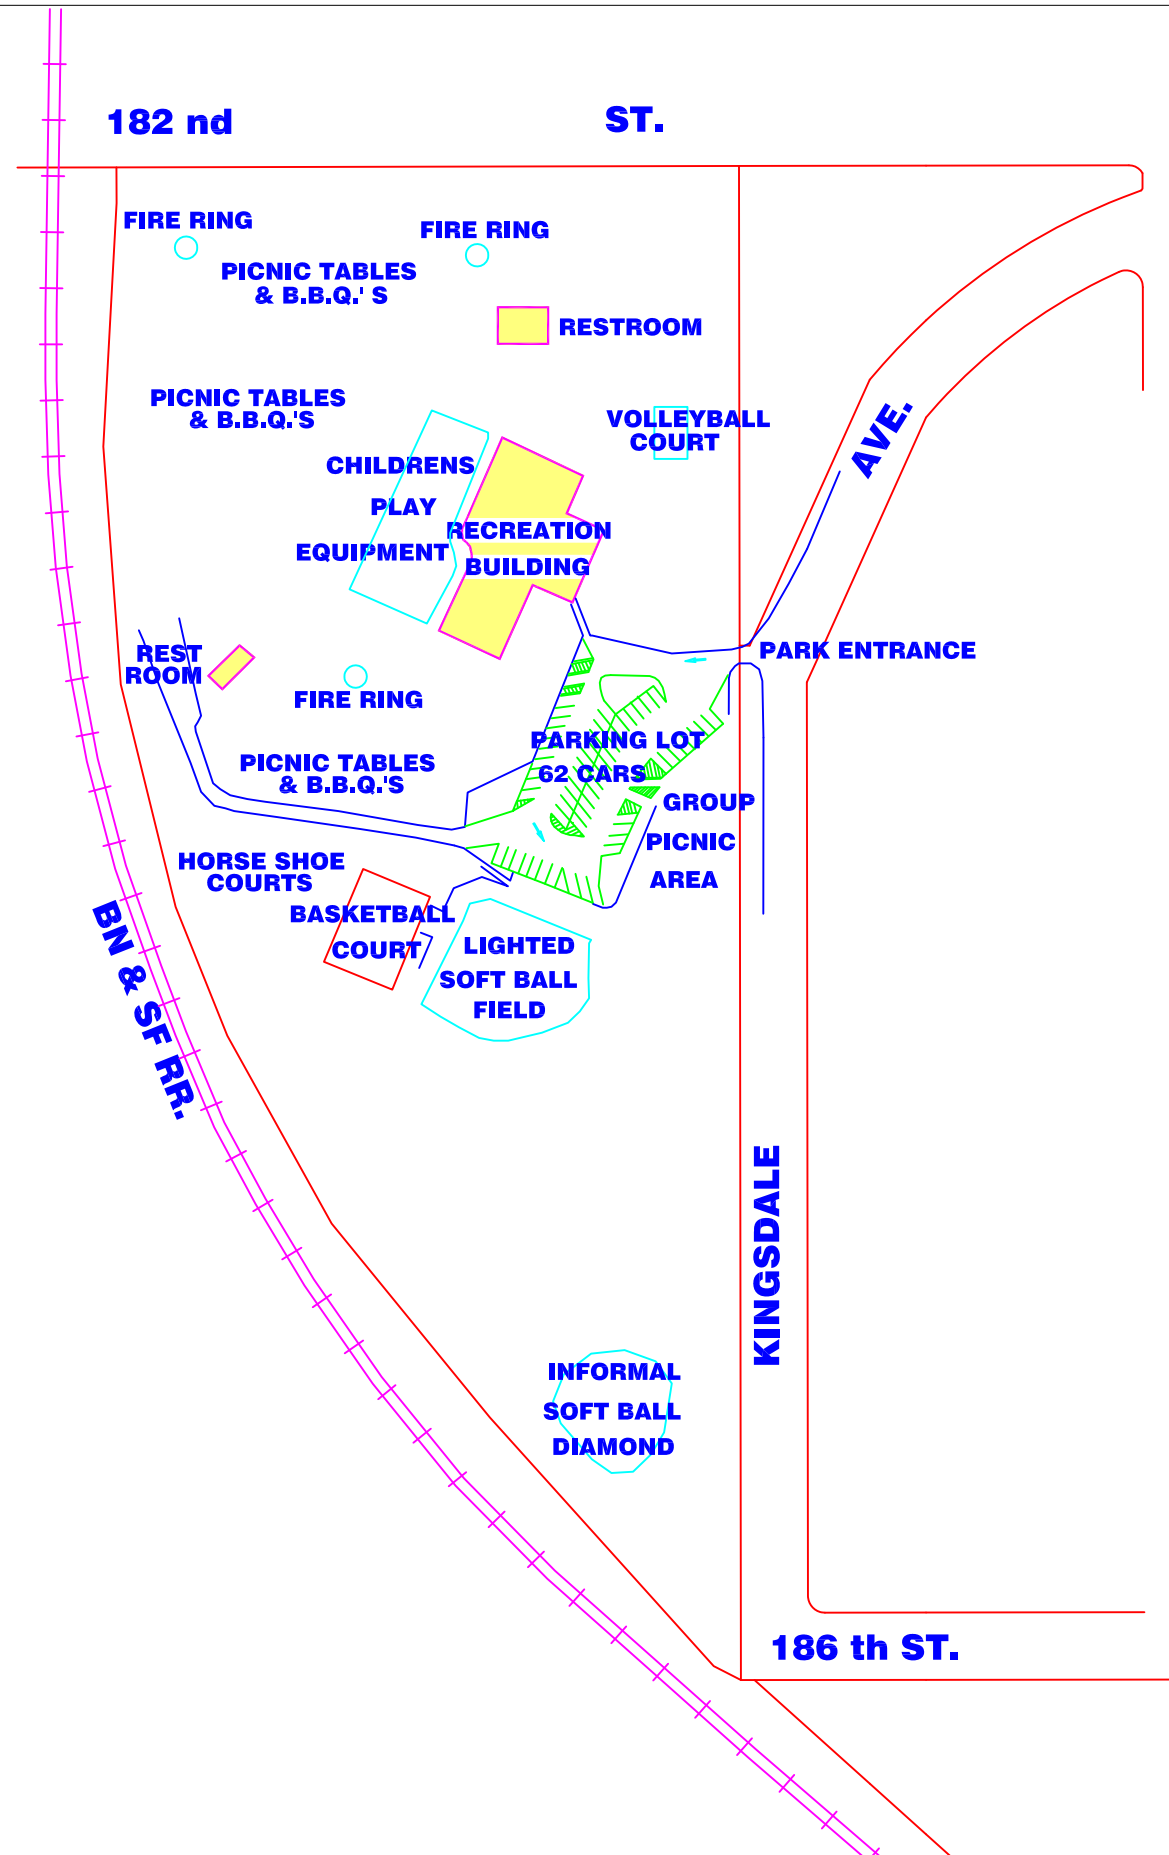 182 nd ST.
FIRE RING
FIRE RING
PICNIC TABLES
& B.B.Q.' S
RESTROOM
PICNIC TABLES
& B.B.Q.'S
VOLLEYBALL
COURT
AVE.
CHILDRENS
PLAY
EQUIPMENT
RECREATION
BUILDING
REST
ROOM
PARK ENTRANCE
FIRE RING
PARKING LOT
62 CARS
PICNIC TABLES
& B.B.Q.'S
GROUP
PICNIC
AREA
HORSE SHOE
COURTS
BASKETBALL
COURT
LIGHTED
SOFT BALL
FIELD
BN & SF RR.
KINGSDALE
INFORMAL
SOFT BALL
DIAMOND
186 th ST.